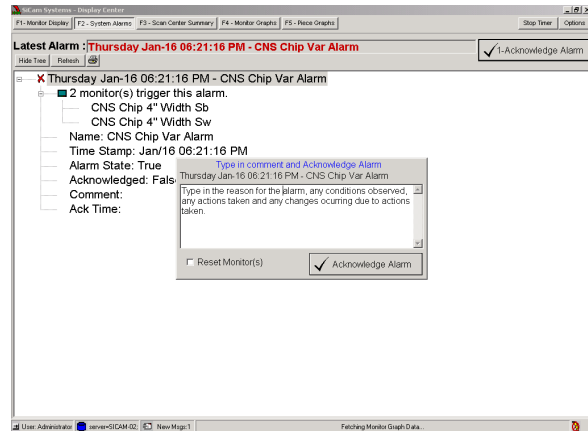 SiCam Systems - Display Center
F1- Monitor Display F2 - System Alarms F3 - Scan Center Summary F4 - Monitor Graphs F5 - Piece Graphs Stop Timer Options
Latest Alarm : Thursday Jan-16 06:21:16 PM - CNS Chip Var Alarm
1-Acknowledge Alarm
Hide Tree Refresh
Thursday Jan-16 06:21:16 PM - CNS Chip Var Alarm
2 monitor(s) trigger this alarm.
CNS Chip 4" Width Sb
CNS Chip 4" Width Sw
Name: CNS Chip Var Alarm
Time Stamp: Jan/16 06:21:16 PM
Alarm State: True
Acknowledged: Fals
Comment:
Ack Time:
Type in comment and Acknowledge Alarm
Thursday Jan-16 06:21:16 PM - CNS Chip Var Alarm
Type in the reason for the alarm, any conditions observed,
any actions taken and any changes ocurring due to actions
taken.
Reset Monitor(s)
Acknowledge Alarm
User: Administrator server=SICAM-02; New Msgs:1 Fetching Monitor Graph Data...